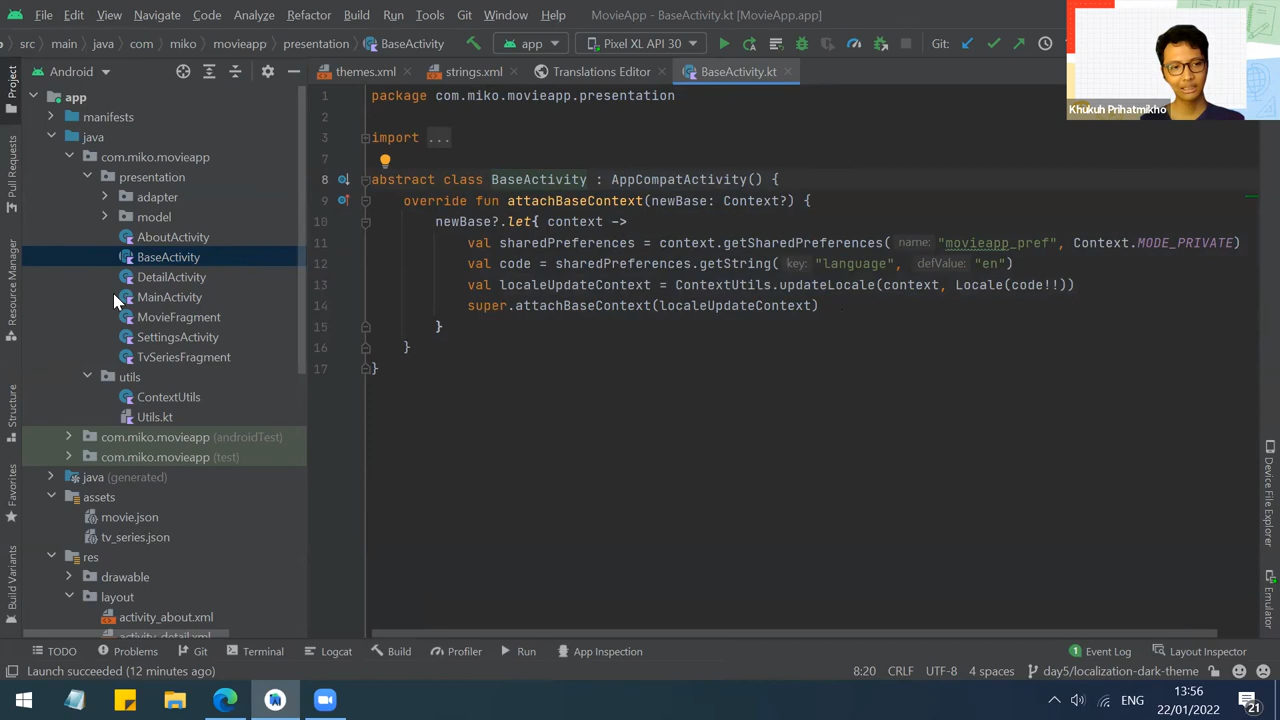 File Edit View Navigate Code Analyze Refactor Build Run Tools Git Window MovieApp - BaseActivity.kt [MovieApp.app]
src main java com miko movieapp presentation BaseActivity app Pixel 4 API 30 Git:
Khukuh Prihatmikho
Android
themes.xml strings.xml Translations Editor BaseActivity.kt
Project
Pull Requests
Resource Manager
Structure
Favorites
Build Variants
app
manifests
java
com.miko.movieapp
presentation
adapter
model
AboutActivity
BaseActivity
DetailActivity
MainActivity
MovieFragment
SettingsActivity
TvSeriesFragment
utils
ContextUtils
Utils.kt
com.miko.movieapp (androidTest)
com.miko.movieapp (test)
java (generated)
assets
movie.json
tv_series.json
res
drawable
layout
activity_about.xml
activity_detail.xml
1 package com.miko.movieapp.presentation
2
3 import ...
7
8 abstract class BaseActivity : AppCompatActivity() {
9 override fun attachBaseContext(newBase: Context?) {
10 newBase?.let{ context ->
11 val sharedPreferences = context.getSharedPreferences( name: "movieapp_pref", Context.MODE_PRIVATE)
12 val code = sharedPreferences.getString( key: "language", defValue: "en")
13 val localeUpdateContext = ContextUtils.updateLocale(context, Locale(code!!))
14 super.attachBaseContext(localeUpdateContext)
15 }
16 }
17 }
Device File Explorer
Emulator
TODO Problems Git Terminal Logcat Build Profiler Run App Inspection 1 Event Log Layout Inspector
Launch succeeded (12 minutes ago) 8:20 CRLF UTF-8 4 spaces day5/localization-dark-theme
ENG 13:56
22/01/2022 21